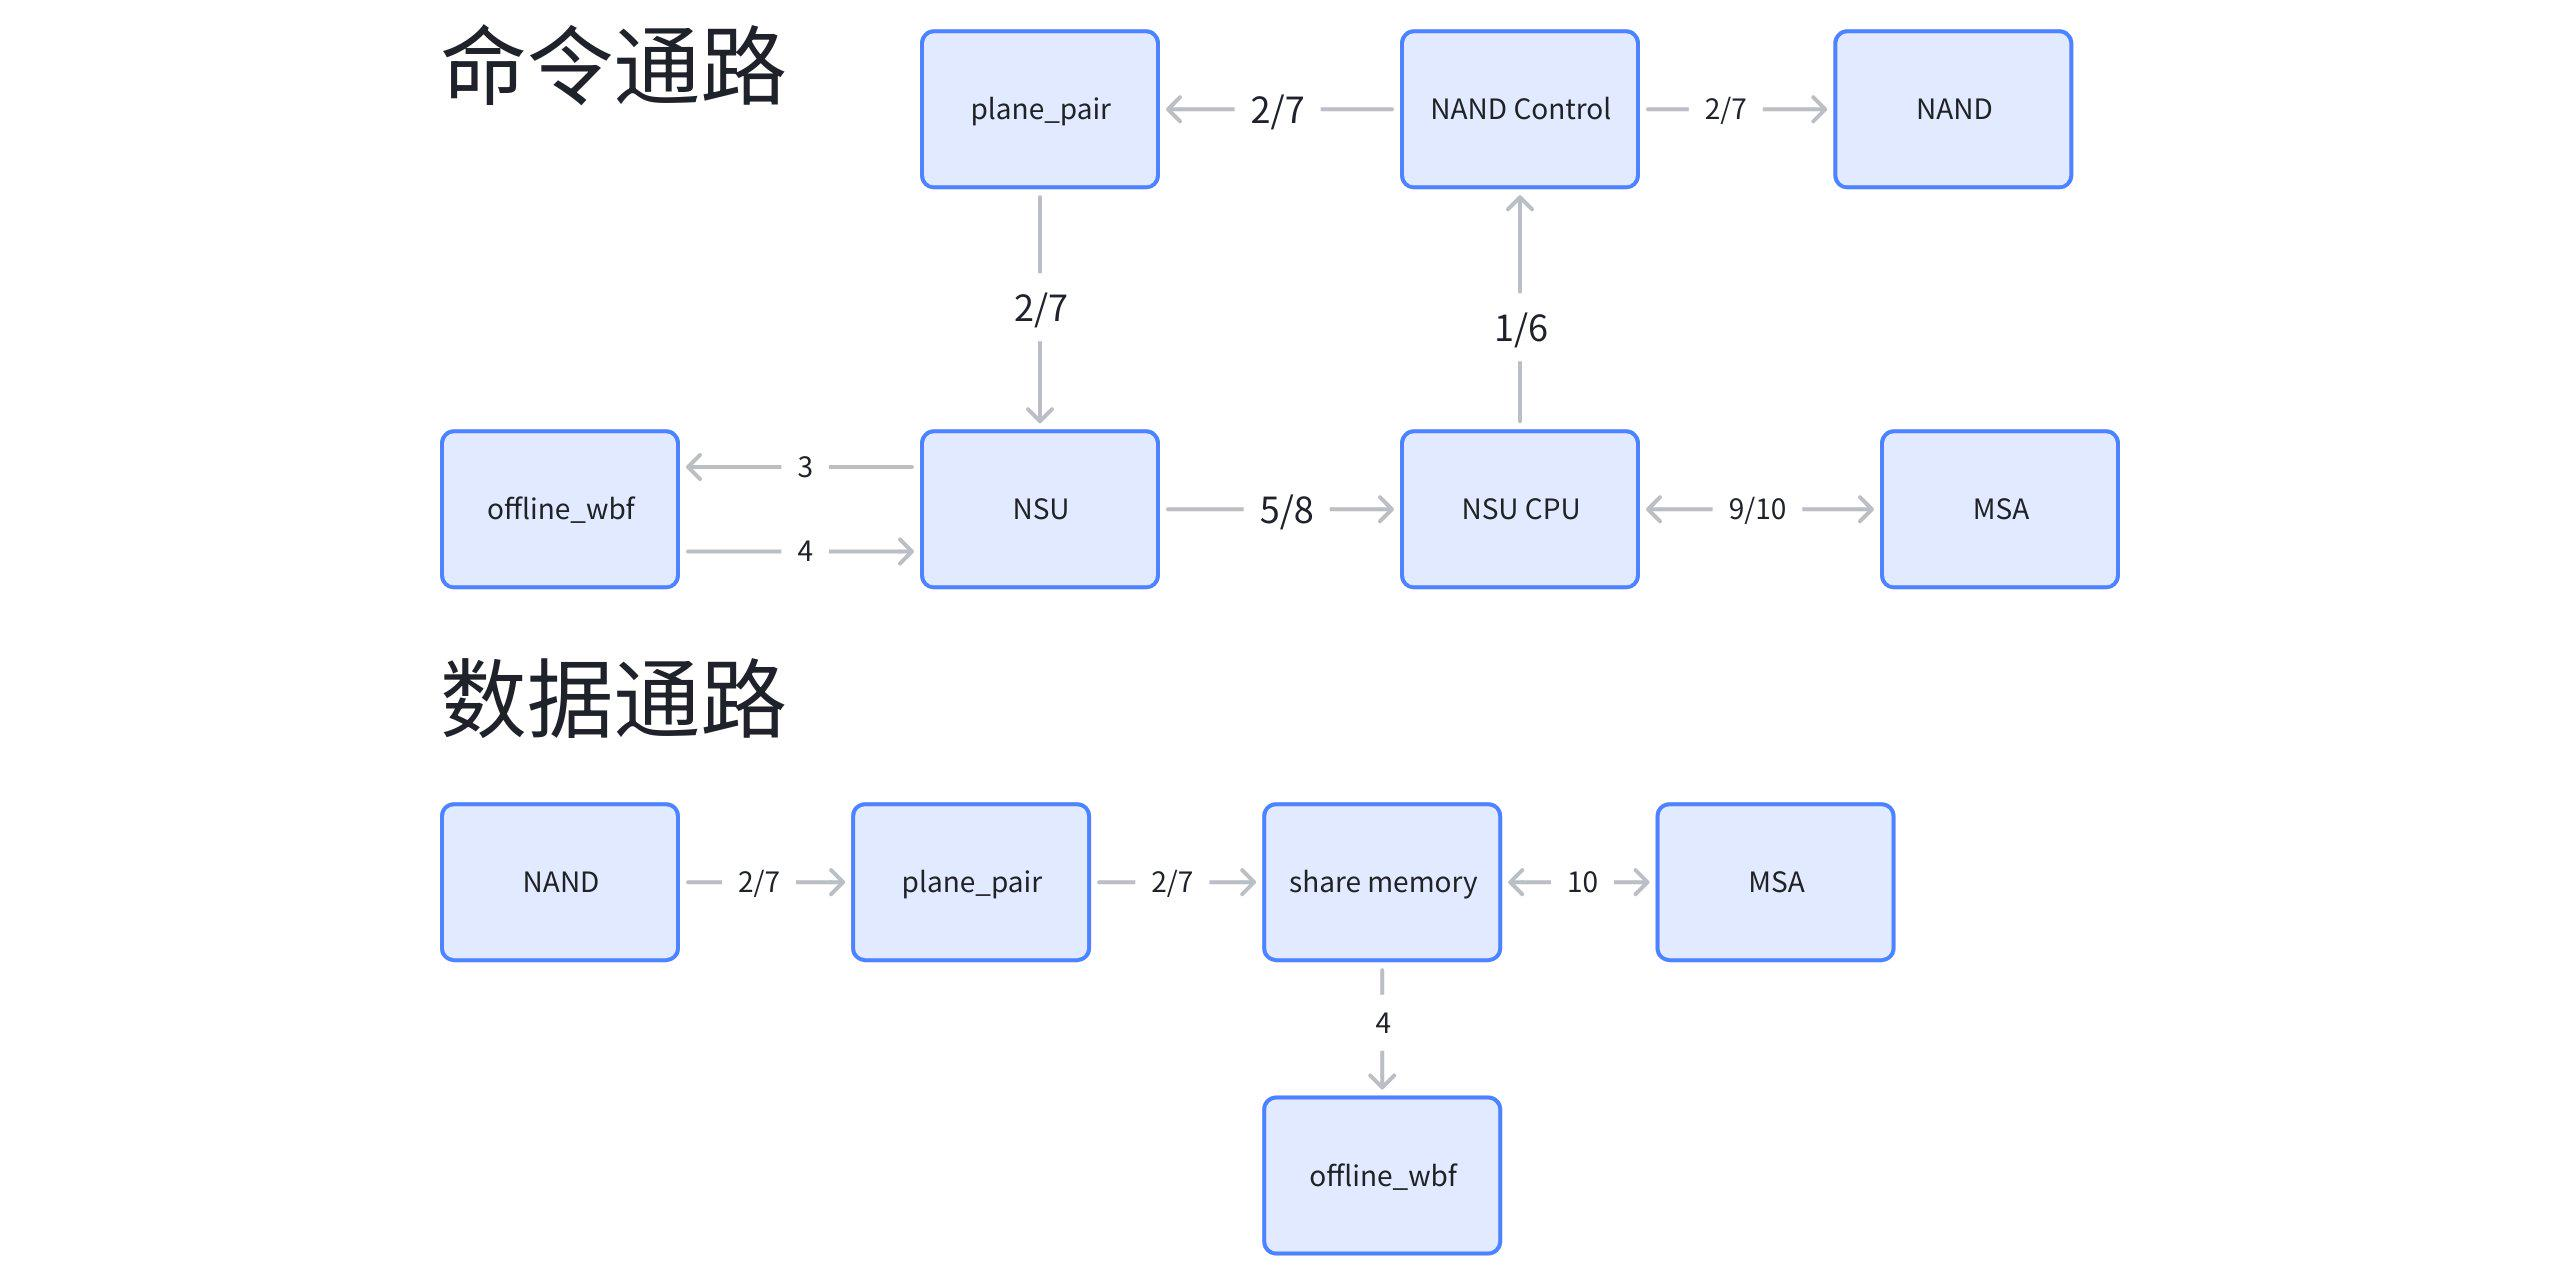 命令通路
plane_pair
2/7
NAND Control
2/7
NAND
2/7
1/6
offline_wbf
3
4
NSU
5/8
NSU CPU
9/10
MSA
数据通路
NAND
2/7
plane_pair
2/7
share memory
10
MSA
4
offline_wbf